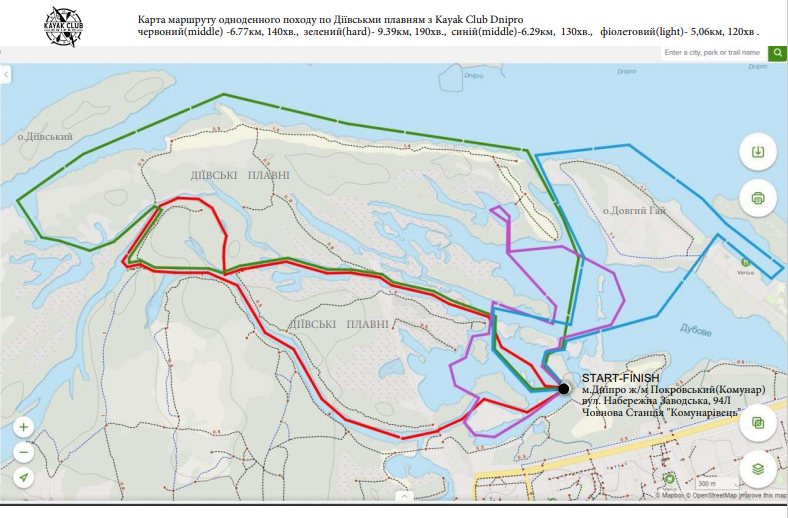 KAYAK CLUB
Карта маршруту одноденного походу по Діївськми плавням з Kayak Club Dnipro
червоний(middle) -6.77км, 140хв., зелений(hard)- 9.39км, 190хв., синій(middle)-6.29км, 130хв., фіолетовий(light)- 5,06км, 120хв .
Enter a city, park or trail name
Dnipro
Dnipro
Dnipro
о.Діївський
ДІЇВСЬКІ ПЛАВНІ
о.Довгий Гай
Versus
Дубове
ДІЇВСЬКІ ПЛАВНІ
START-FINISH
м.Дніпро ж/м Покровський(Комунар)
вул. Набережна Заводська, 94Л
Човнова Станція "Комунарівець"
300 m
© Mapbox © OpenStreetMap Improve this map